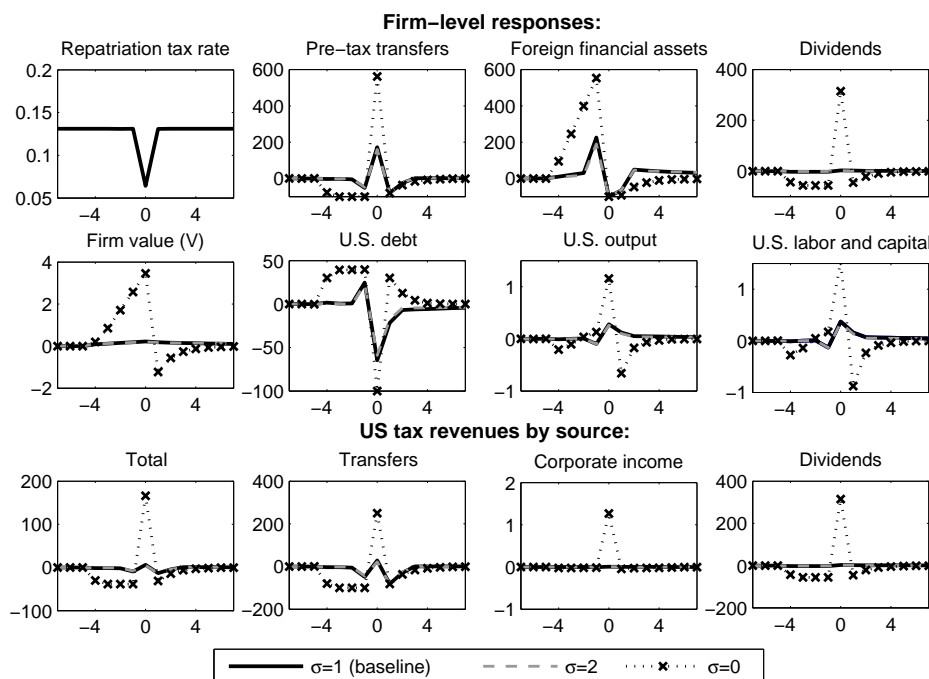 Firm−level responses:
Repatriation tax rate Pre−tax transfers Foreign financial assets Dividends
0.2 600 600 600
0.15 400 400 400
0.1 200 200 200
0.05 0 0 0
−4 0 4 −4 0 4 −4 0 4 −4 0 4
Firm value (V) U.S. debt U.S. output U.S. labor and capital
4 50
2 0 1 1
0 −50 0 0
−2 −100 −1 −1
−4 0 4 −4 0 4 −4 0 4 −4 0 4
US tax revenues by source:
Total Transfers Corporate income Dividends
200 400 2 400
100 200 1 200
0 0 0 0
−100 −200 −1 −200
−4 0 4 −4 0 4 −4 0 4 −4 0 4
σ=1 (baseline) σ=2 σ=0